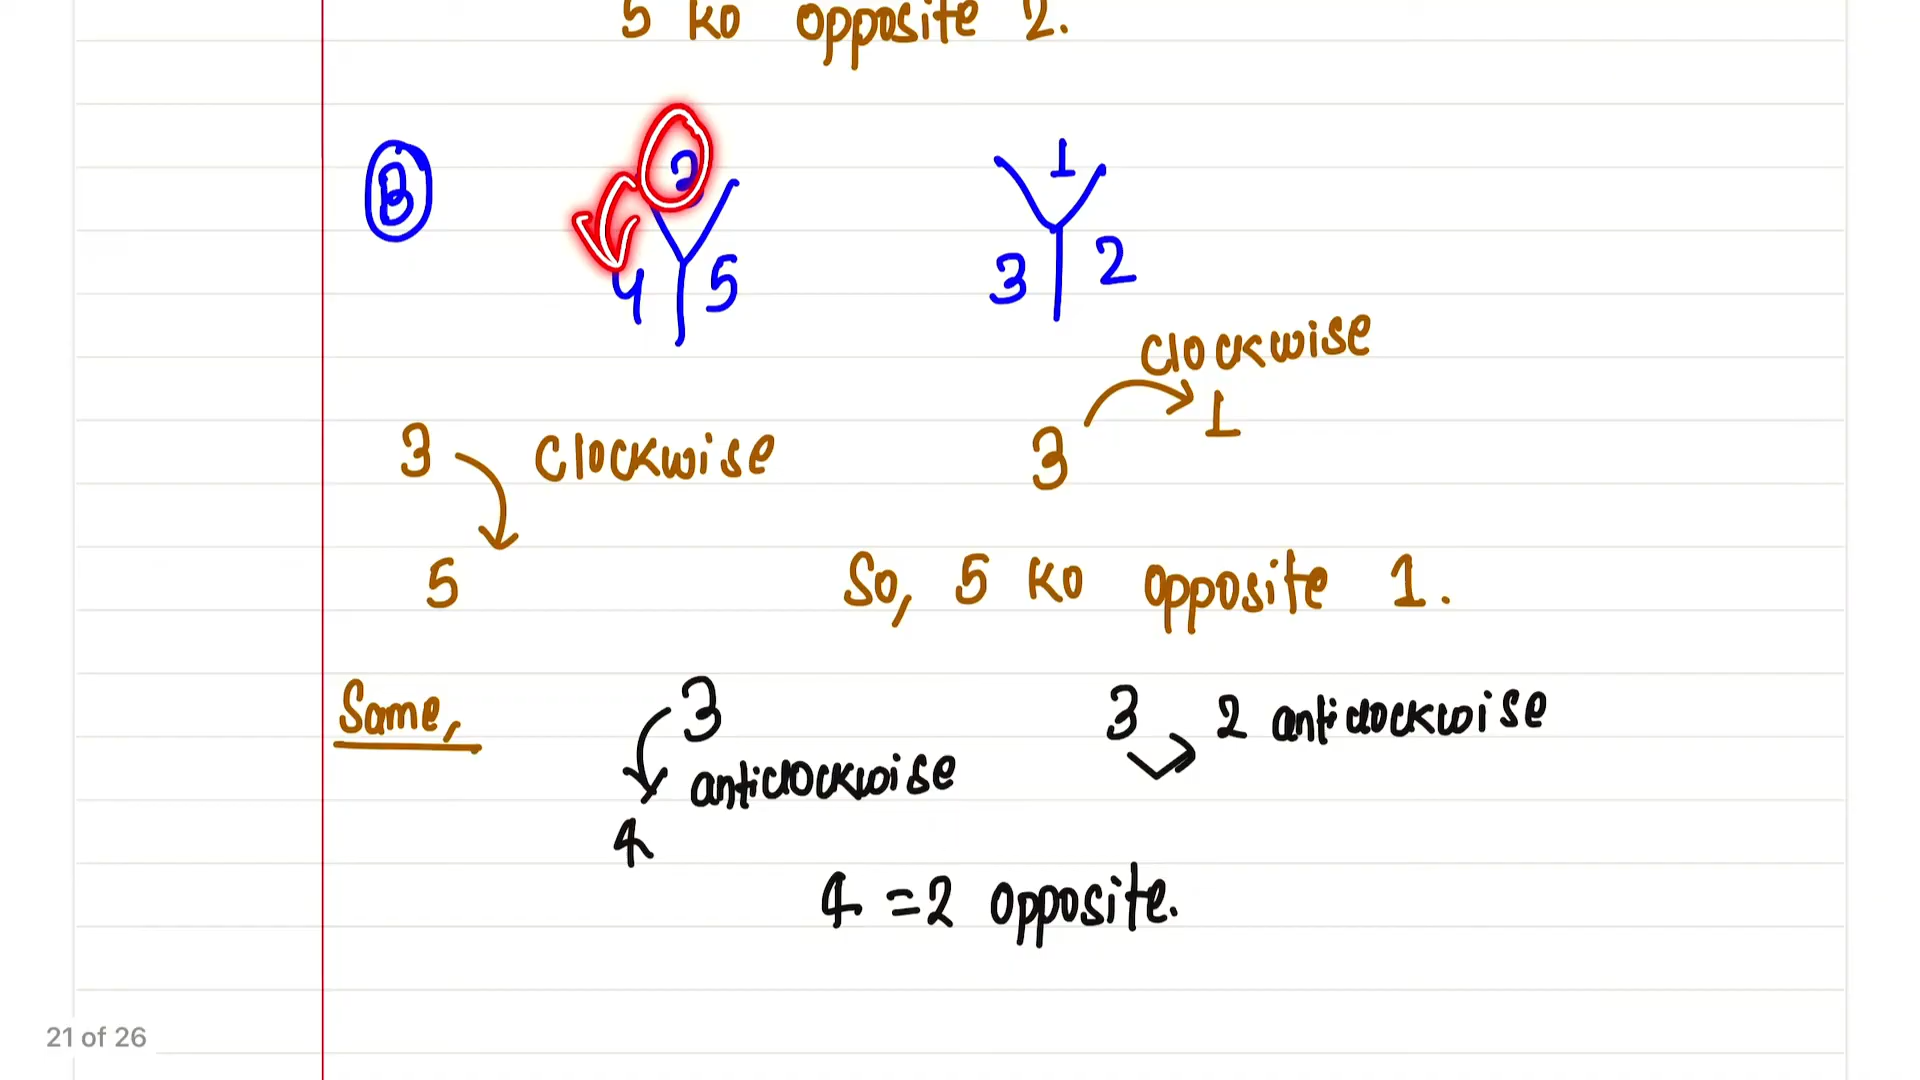 5 ko opposite 2.
B
4 5
1
3 2
3 clockwise 5
3 clockwise 1
So, 5 ko opposite 1.
Same,
3 anticlockwise 4
3 2 anticlockwise
4 = 2 opposite.
21 of 26